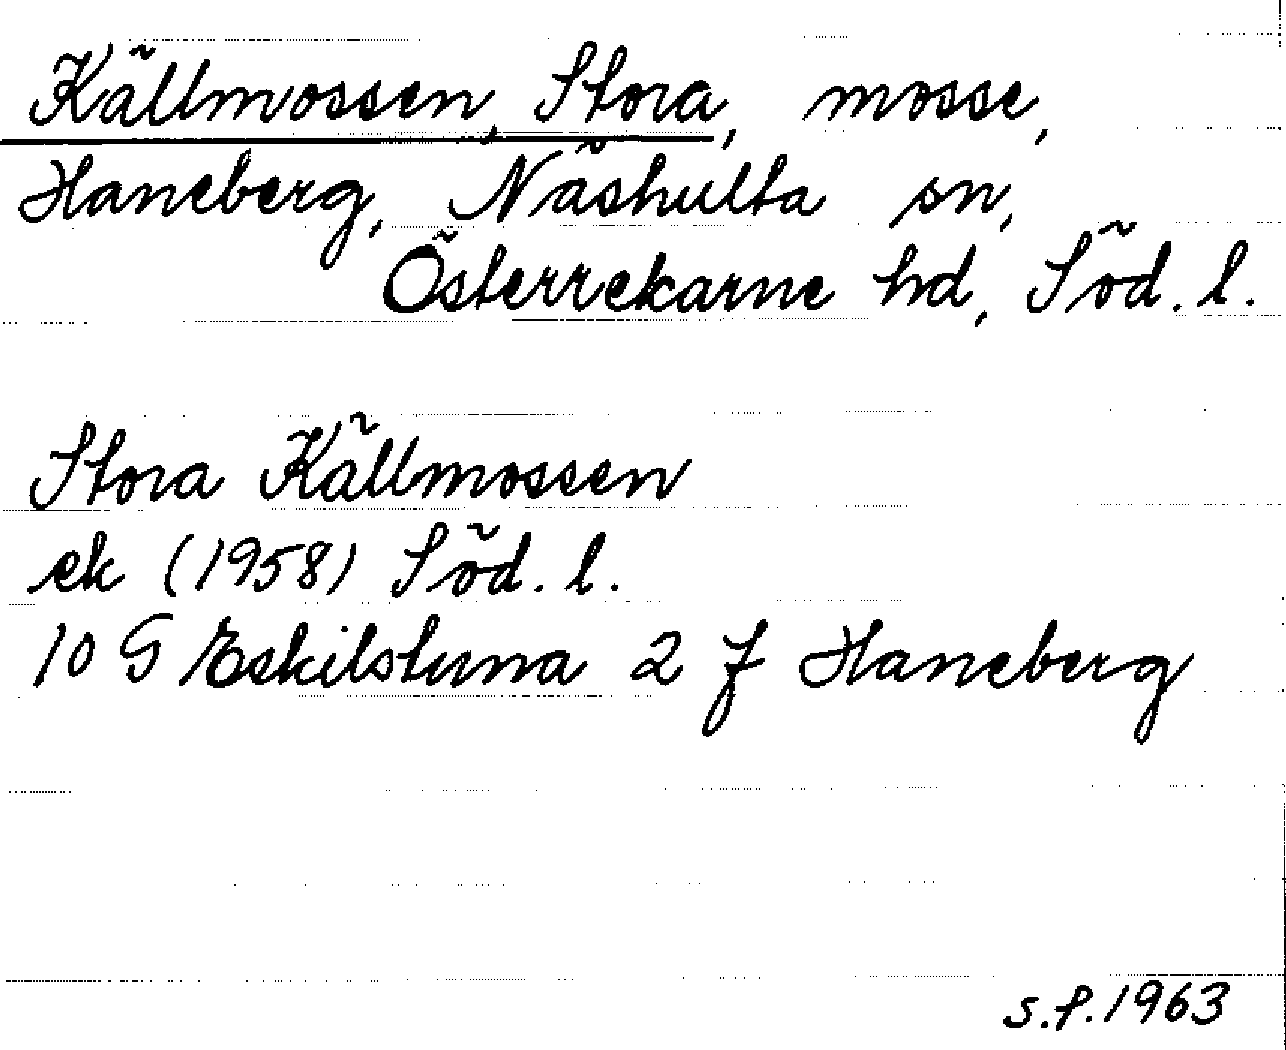 Källmossen, Stora, mosse,
Haneberg, Näshulta sn,
Österrekarne hd, Söd. l.
Stora Källmossen
ek (1958) Söd. l.
10 G Eskilstuna 2 f Haneberg
s.f. 1963